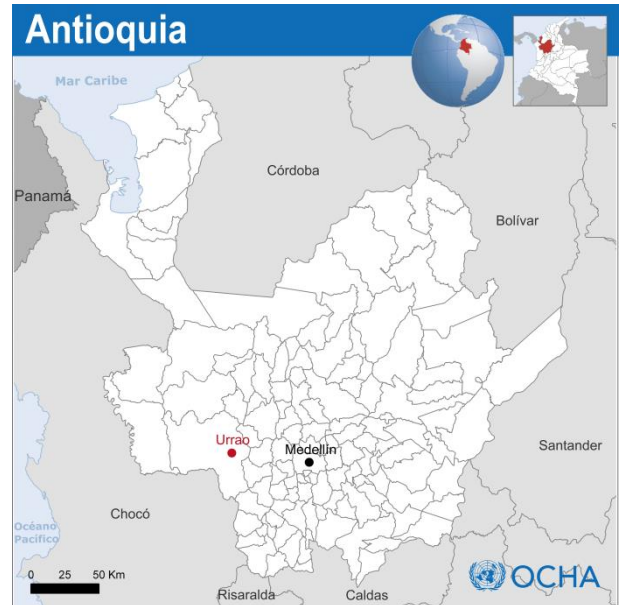 Antioquia
Mar Caribe
Panamá
Córdoba
Bolívar
Urrao
Medellín
Santander
Chocó
Océano
Pacífico
0 25 50 Km
Risaralda
Caldas
OCHA